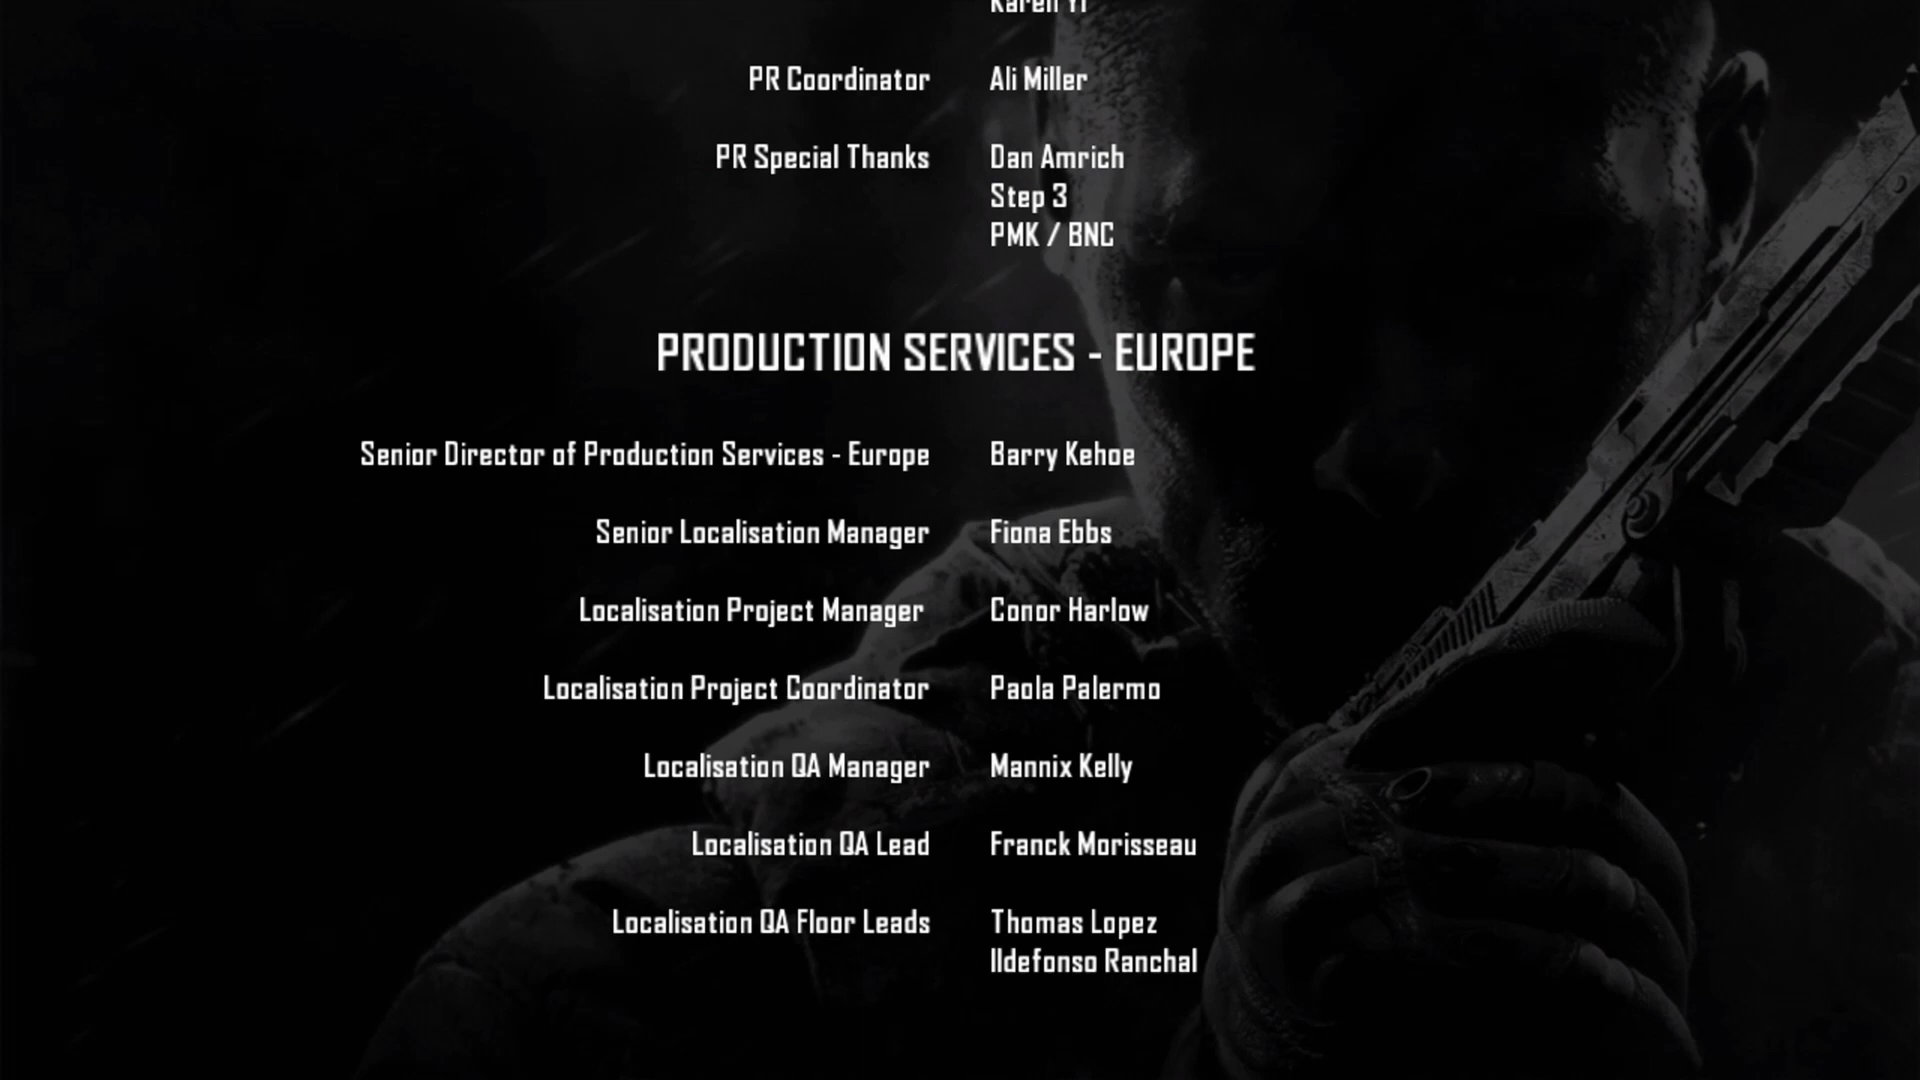 Karen Yi
PR Coordinator Ali Miller
PR Special Thanks Dan Amrich
Step 3
PMK / BNC
PRODUCTION SERVICES - EUROPE
Senior Director of Production Services - Europe Barry Kehoe
Senior Localisation Manager Fiona Ebbs
Localisation Project Manager Conor Harlow
Localisation Project Coordinator Paola Palermo
Localisation QA Manager Mannix Kelly
Localisation QA Lead Franck Morisseau
Localisation QA Floor Leads Thomas Lopez
Ildefonso Ranchal